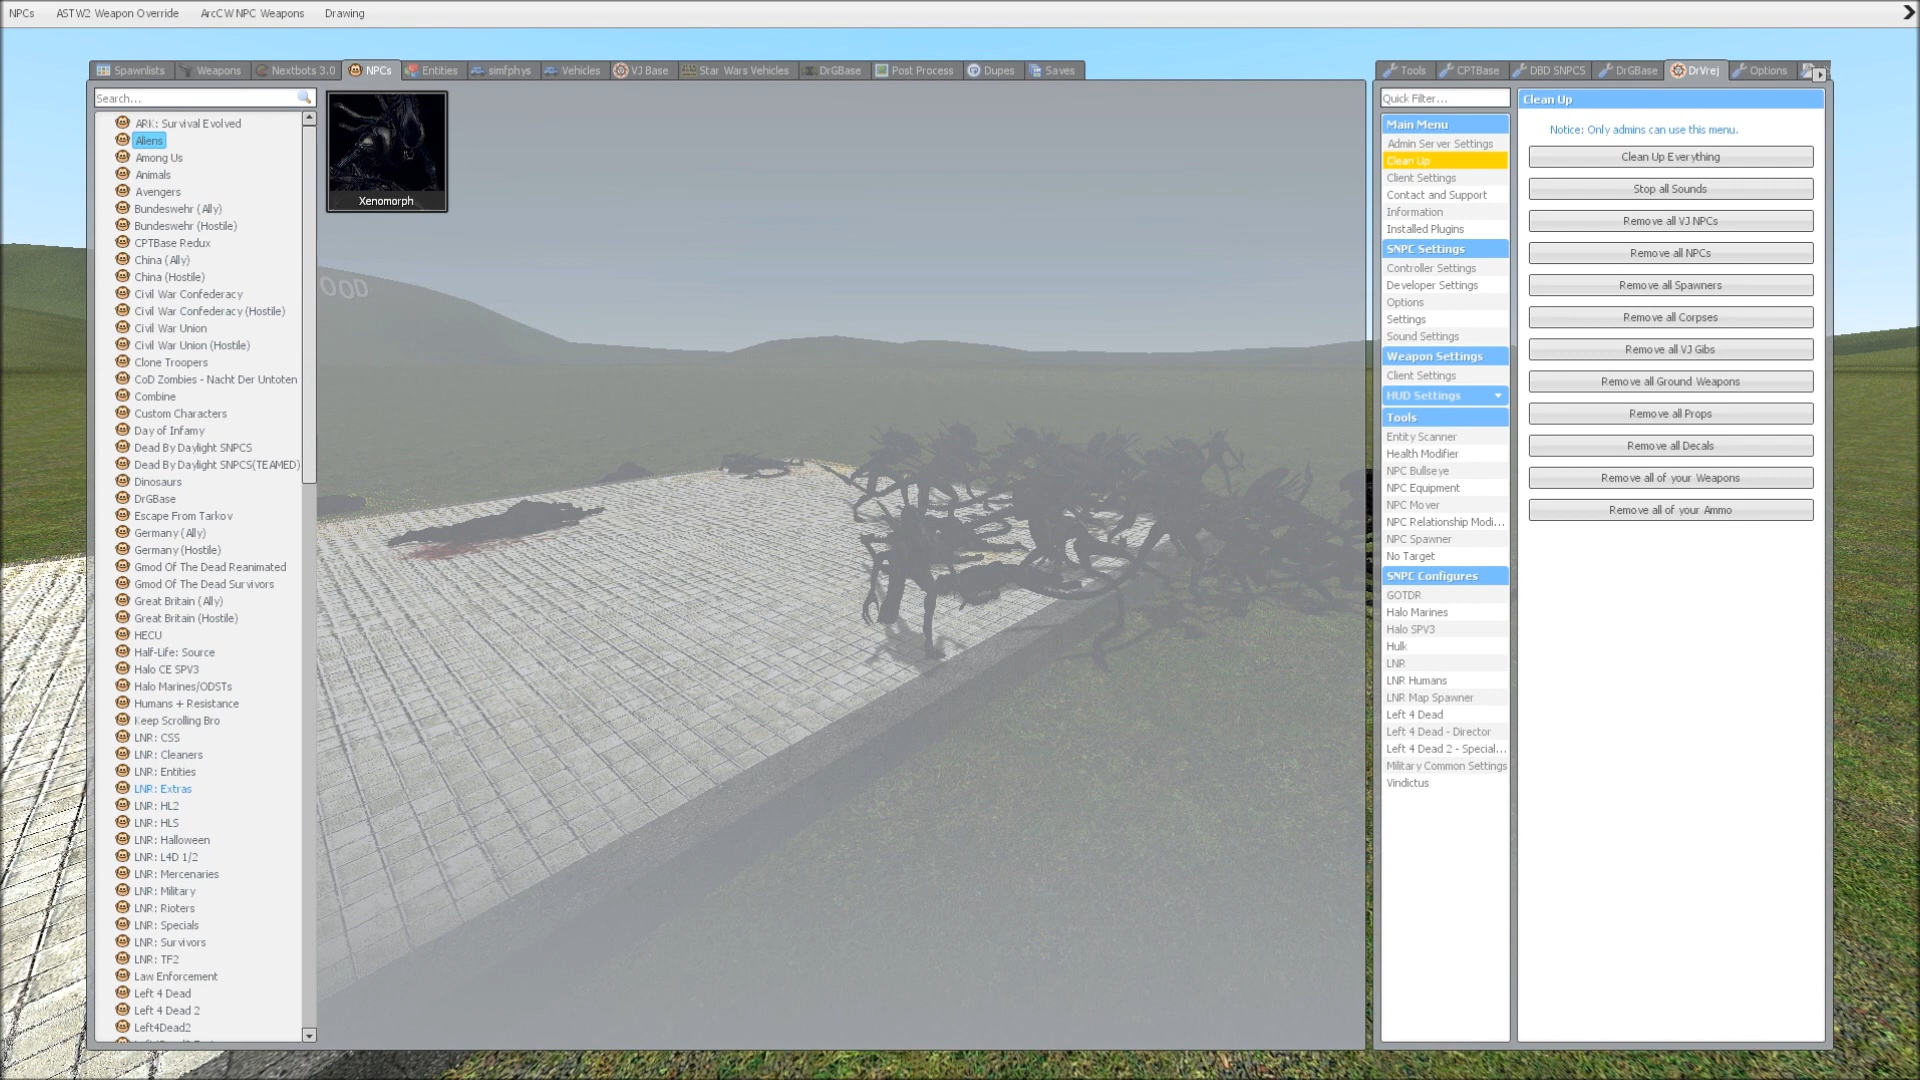 NPCs ASTW2 Weapon Override ArcCW NPC Weapons Drawing
Spawnlists Weapons Nextbots 3.0 NPCs Entities simfphys Vehicles VJ Base Star Wars Vehicles DrGBase Post Process Dupes Saves
Search...
ARK: Survival Evolved
Aliens
Among Us
Animals
Avengers
Bundeswehr (Ally)
Bundeswehr (Hostile)
CPTBase Redux
China (Ally)
China (Hostile)
Civil War Confederacy
Civil War Confederacy (Hostile)
Civil War Union
Civil War Union (Hostile)
Clone Troopers
CoD Zombies - Nacht Der Untoten
Combine
Custom Characters
Day of Infamy
Dead By Daylight SNPCS
Dead By Daylight SNPCS(TEAMED)
Dinosaurs
DrGBase
Escape From Tarkov
Germany (Ally)
Germany (Hostile)
Gmod Of The Dead Reanimated
Gmod Of The Dead Survivors
Great Britain (Ally)
Great Britain (Hostile)
HECU
Half-Life: Source
Halo CE SPV3
Halo Marines/ODSTs
Humans + Resistance
Keep Scrolling Bro
LNR: CSS
LNR: Cleaners
LNR: Entities
LNR: Extras
LNR: HL2
LNR: HLS
LNR: Halloween
LNR: L4D 1/2
LNR: Mercenaries
LNR: Military
LNR: Rioters
LNR: Specials
LNR: Survivors
LNR: TF2
Law Enforcement
Left 4 Dead
Left 4 Dead 2
Left4Dead2
Xenomorph
Tools CPTBase DBD SNPCS DrGBase DrVrej Options
Quick Filter...
Main Menu
Admin Server Settings
Clean Up
Client Settings
Contact and Support
Information
Installed Plugins
SNPC Settings
Controller Settings
Developer Settings
Options
Settings
Sound Settings
Weapon Settings
Client Settings
HUD Settings
Tools
Entity Scanner
Health Modifier
NPC Bullseye
NPC Equipment
NPC Mover
NPC Relationship Modi...
NPC Spawner
No Target
SNPC Configures
GOTDR
Halo Marines
Halo SPV3
Hulk
LNR
LNR Humans
LNR Map Spawner
Left 4 Dead
Left 4 Dead - Director
Left 4 Dead 2 - Special...
Military Common Settings
Vindictus
Clean Up
Notice: Only admins can use this menu.
Clean Up Everything
Stop all Sounds
Remove all VJ NPCs
Remove all NPCs
Remove all Spawners
Remove all Corpses
Remove all VJ Gibs
Remove all Ground Weapons
Remove all Props
Remove all Decals
Remove all of your Weapons
Remove all of your Ammo